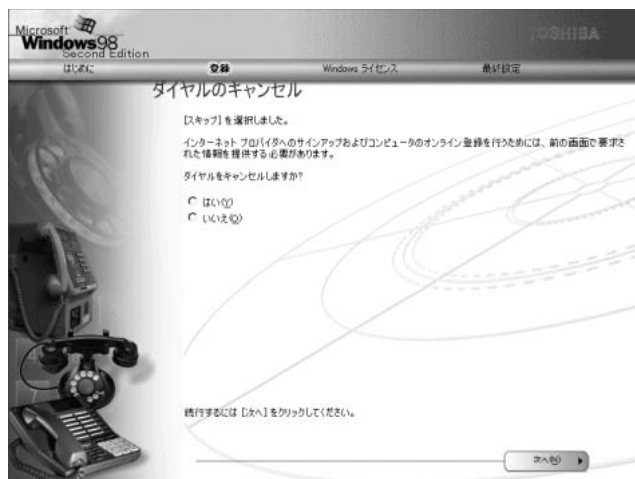 Microsoft
Windows98
Second Edition
TOSHIBA
はじめに 登録 Windows ライセンス 最終設定
ダイヤルのキャンセル
[スキップ] を選択しました。
インターネット プロバイダへのサインアップおよびコンピュータのオンライン登録を行うためには、前の画面で要求さ
れた情報を提供する必要があります。
ダイヤルをキャンセルしますか?
はい(Y)
いいえ(O)
続行するには [次へ] をクリックしてください。
次へ(N)